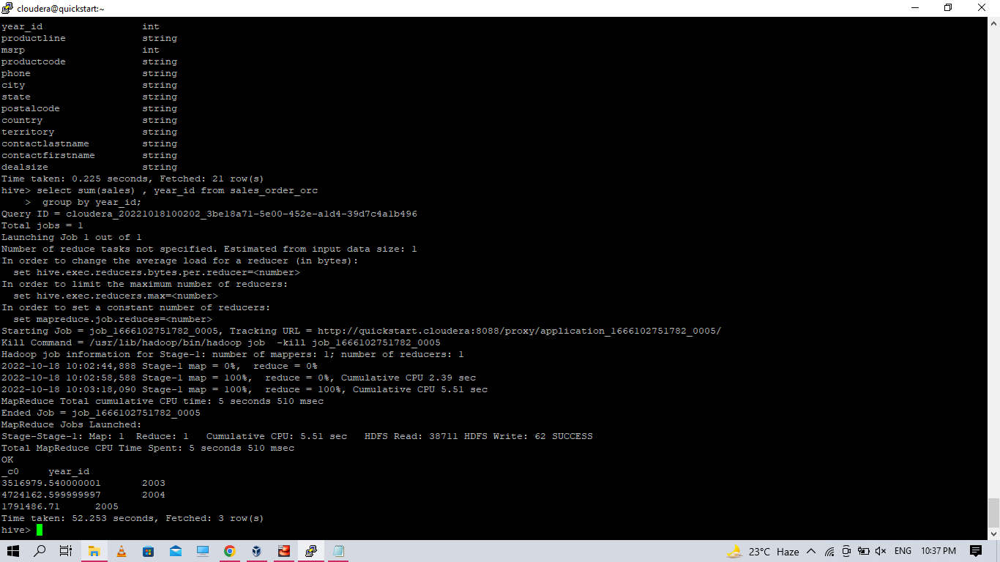 cloudera@quickstart:~
year_id int
productline string
msrp int
productcode string
phone string
city string
state string
postalcode string
country string
territory string
contactlastname string
contactfirstname string
dealsize string
Time taken: 0.225 seconds, Fetched: 21 row(s)
hive> select sum(sales) , year_id from sales_order_orc
    >  group by year_id;
Query ID = cloudera_20221018100202_3be18a71-5e00-452e-a1d4-39d7c4a1b496
Total jobs = 1
Launching Job 1 out of 1
Number of reduce tasks not specified. Estimated from input data size: 1
In order to change the average load for a reducer (in bytes):
  set hive.exec.reducers.bytes.per.reducer=<number>
In order to limit the maximum number of reducers:
  set hive.exec.reducers.max=<number>
In order to set a constant number of reducers:
  set mapreduce.job.reduces=<number>
Starting Job = job_1666102751782_0005, Tracking URL = http://quickstart.cloudera:8088/proxy/application_1666102751782_0005/
Kill Command = /usr/lib/hadoop/bin/hadoop job  -kill job_1666102751782_0005
Hadoop job information for Stage-1: number of mappers: 1; number of reducers: 1
2022-10-18 10:02:44,888 Stage-1 map = 0%,  reduce = 0%
2022-10-18 10:02:58,588 Stage-1 map = 100%,  reduce = 0%, Cumulative CPU 2.39 sec
2022-10-18 10:03:18,090 Stage-1 map = 100%,  reduce = 100%, Cumulative CPU 5.51 sec
MapReduce Total cumulative CPU time: 5 seconds 510 msec
Ended Job = job_1666102751782_0005
MapReduce Jobs Launched:
Stage-Stage-1: Map: 1  Reduce: 1   Cumulative CPU: 5.51 sec   HDFS Read: 38711 HDFS Write: 62 SUCCESS
Total MapReduce CPU Time Spent: 5 seconds 510 msec
OK
_c0 year_id
3516979.540000001 2003
4724162.599999997 2004
1791486.71 2005
Time taken: 52.253 seconds, Fetched: 3 row(s)
hive>
23°C Haze ENG 10:37 PM